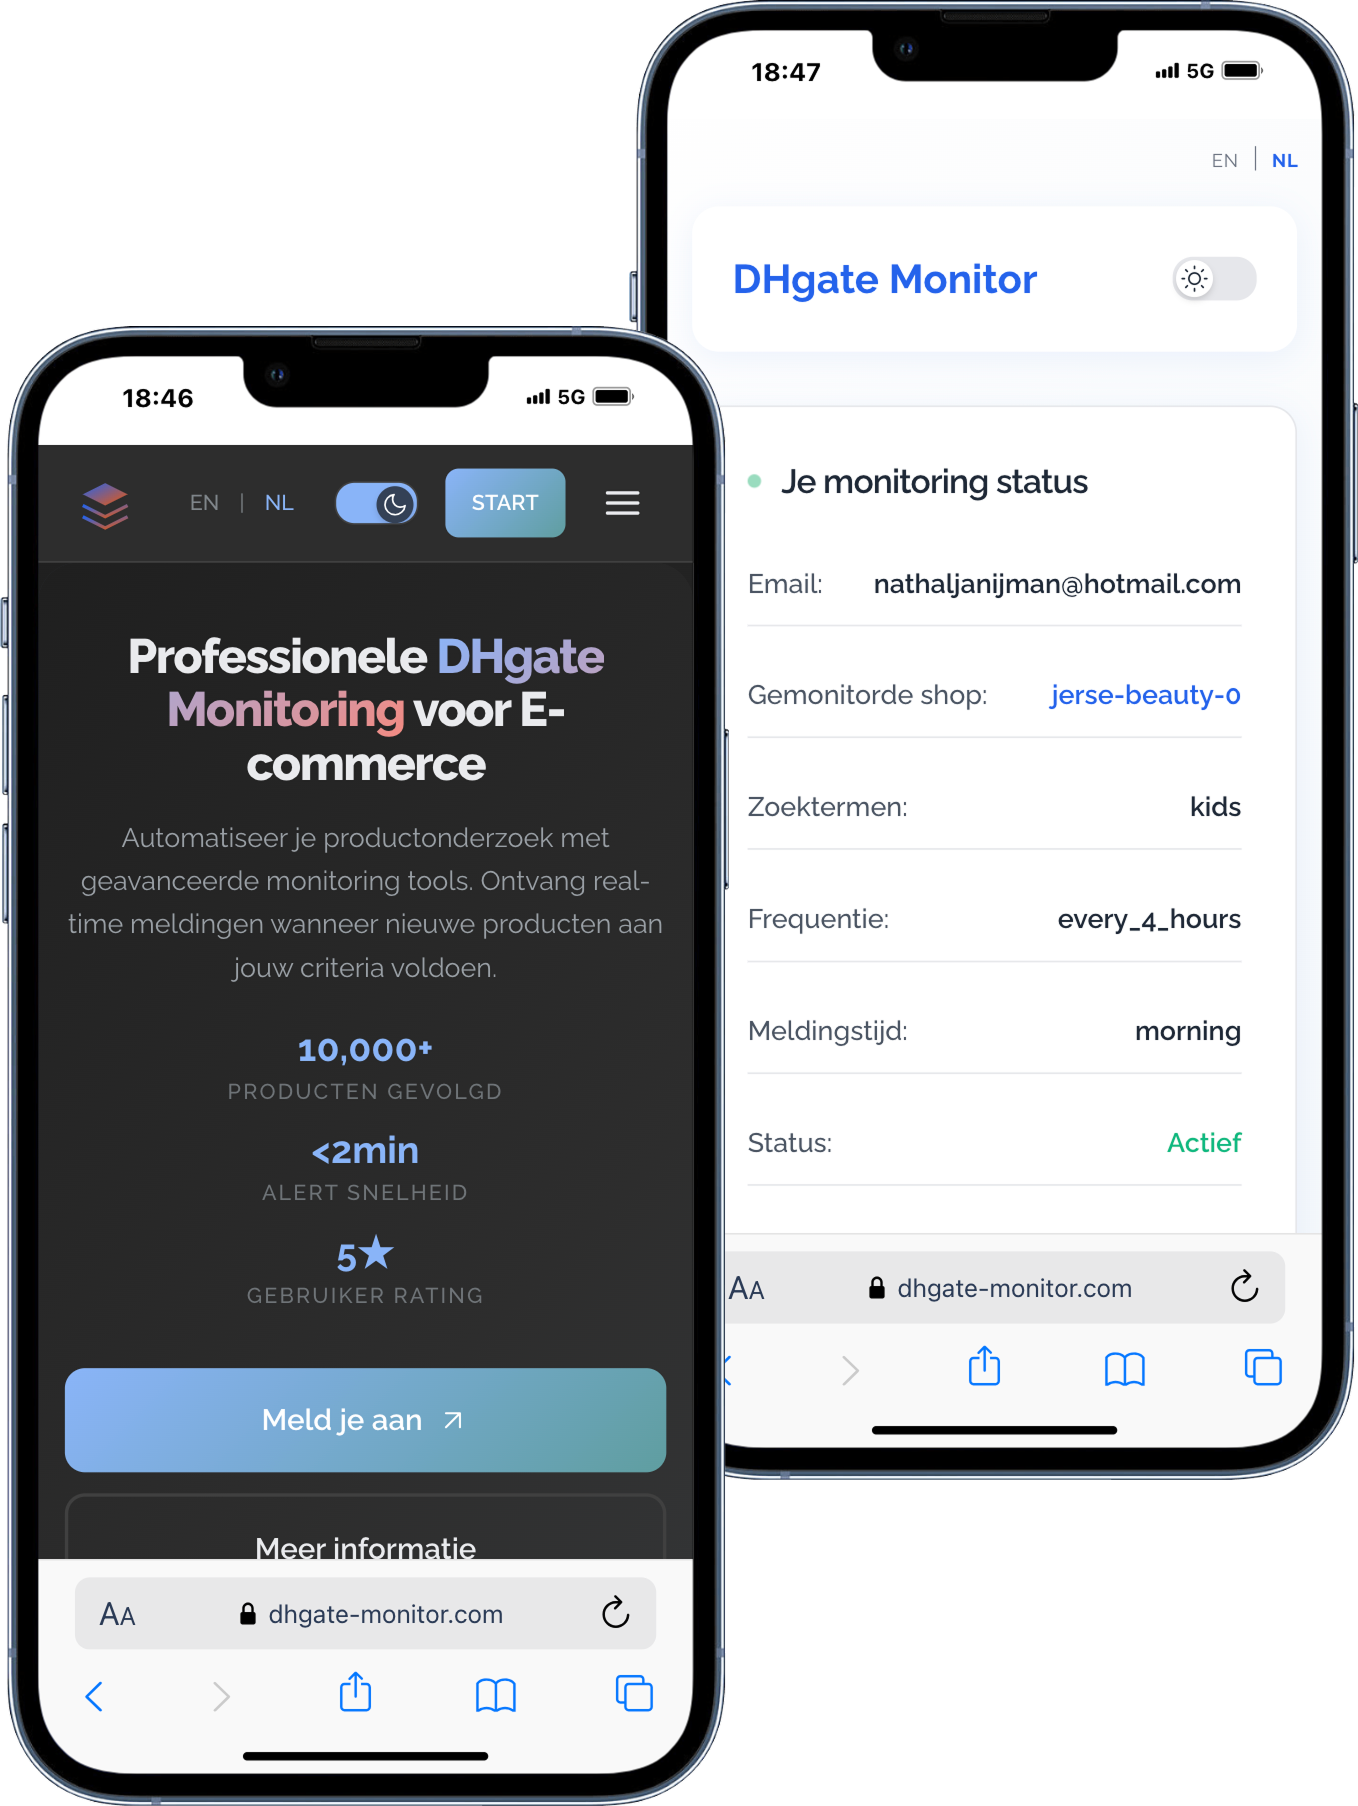 18:46
5G
EN | NL
START
Professionele DHgate
Monitoring voor E-
commerce
Automatiseer je productonderzoek met
geavanceerde monitoring tools. Ontvang real-
time meldingen wanneer nieuwe producten aan
jouw criteria voldoen.
10,000+
PRODUCTEN GEVOLGD
<2min
ALERT SNELHEID
5★
GEBRUIKER RATING
Meld je aan
Meer informatie
AA
dhgate-monitor.com
18:47
5G
EN | NL
DHgate Monitor
Je monitoring status
Email: nathaljanijman@hotmail.com
Gemonitorde shop: jerse-beauty-0
Zoektermen: kids
Frequentie: every_4_hours
Meldingstijd: morning
Status: Actief
AA
dhgate-monitor.com